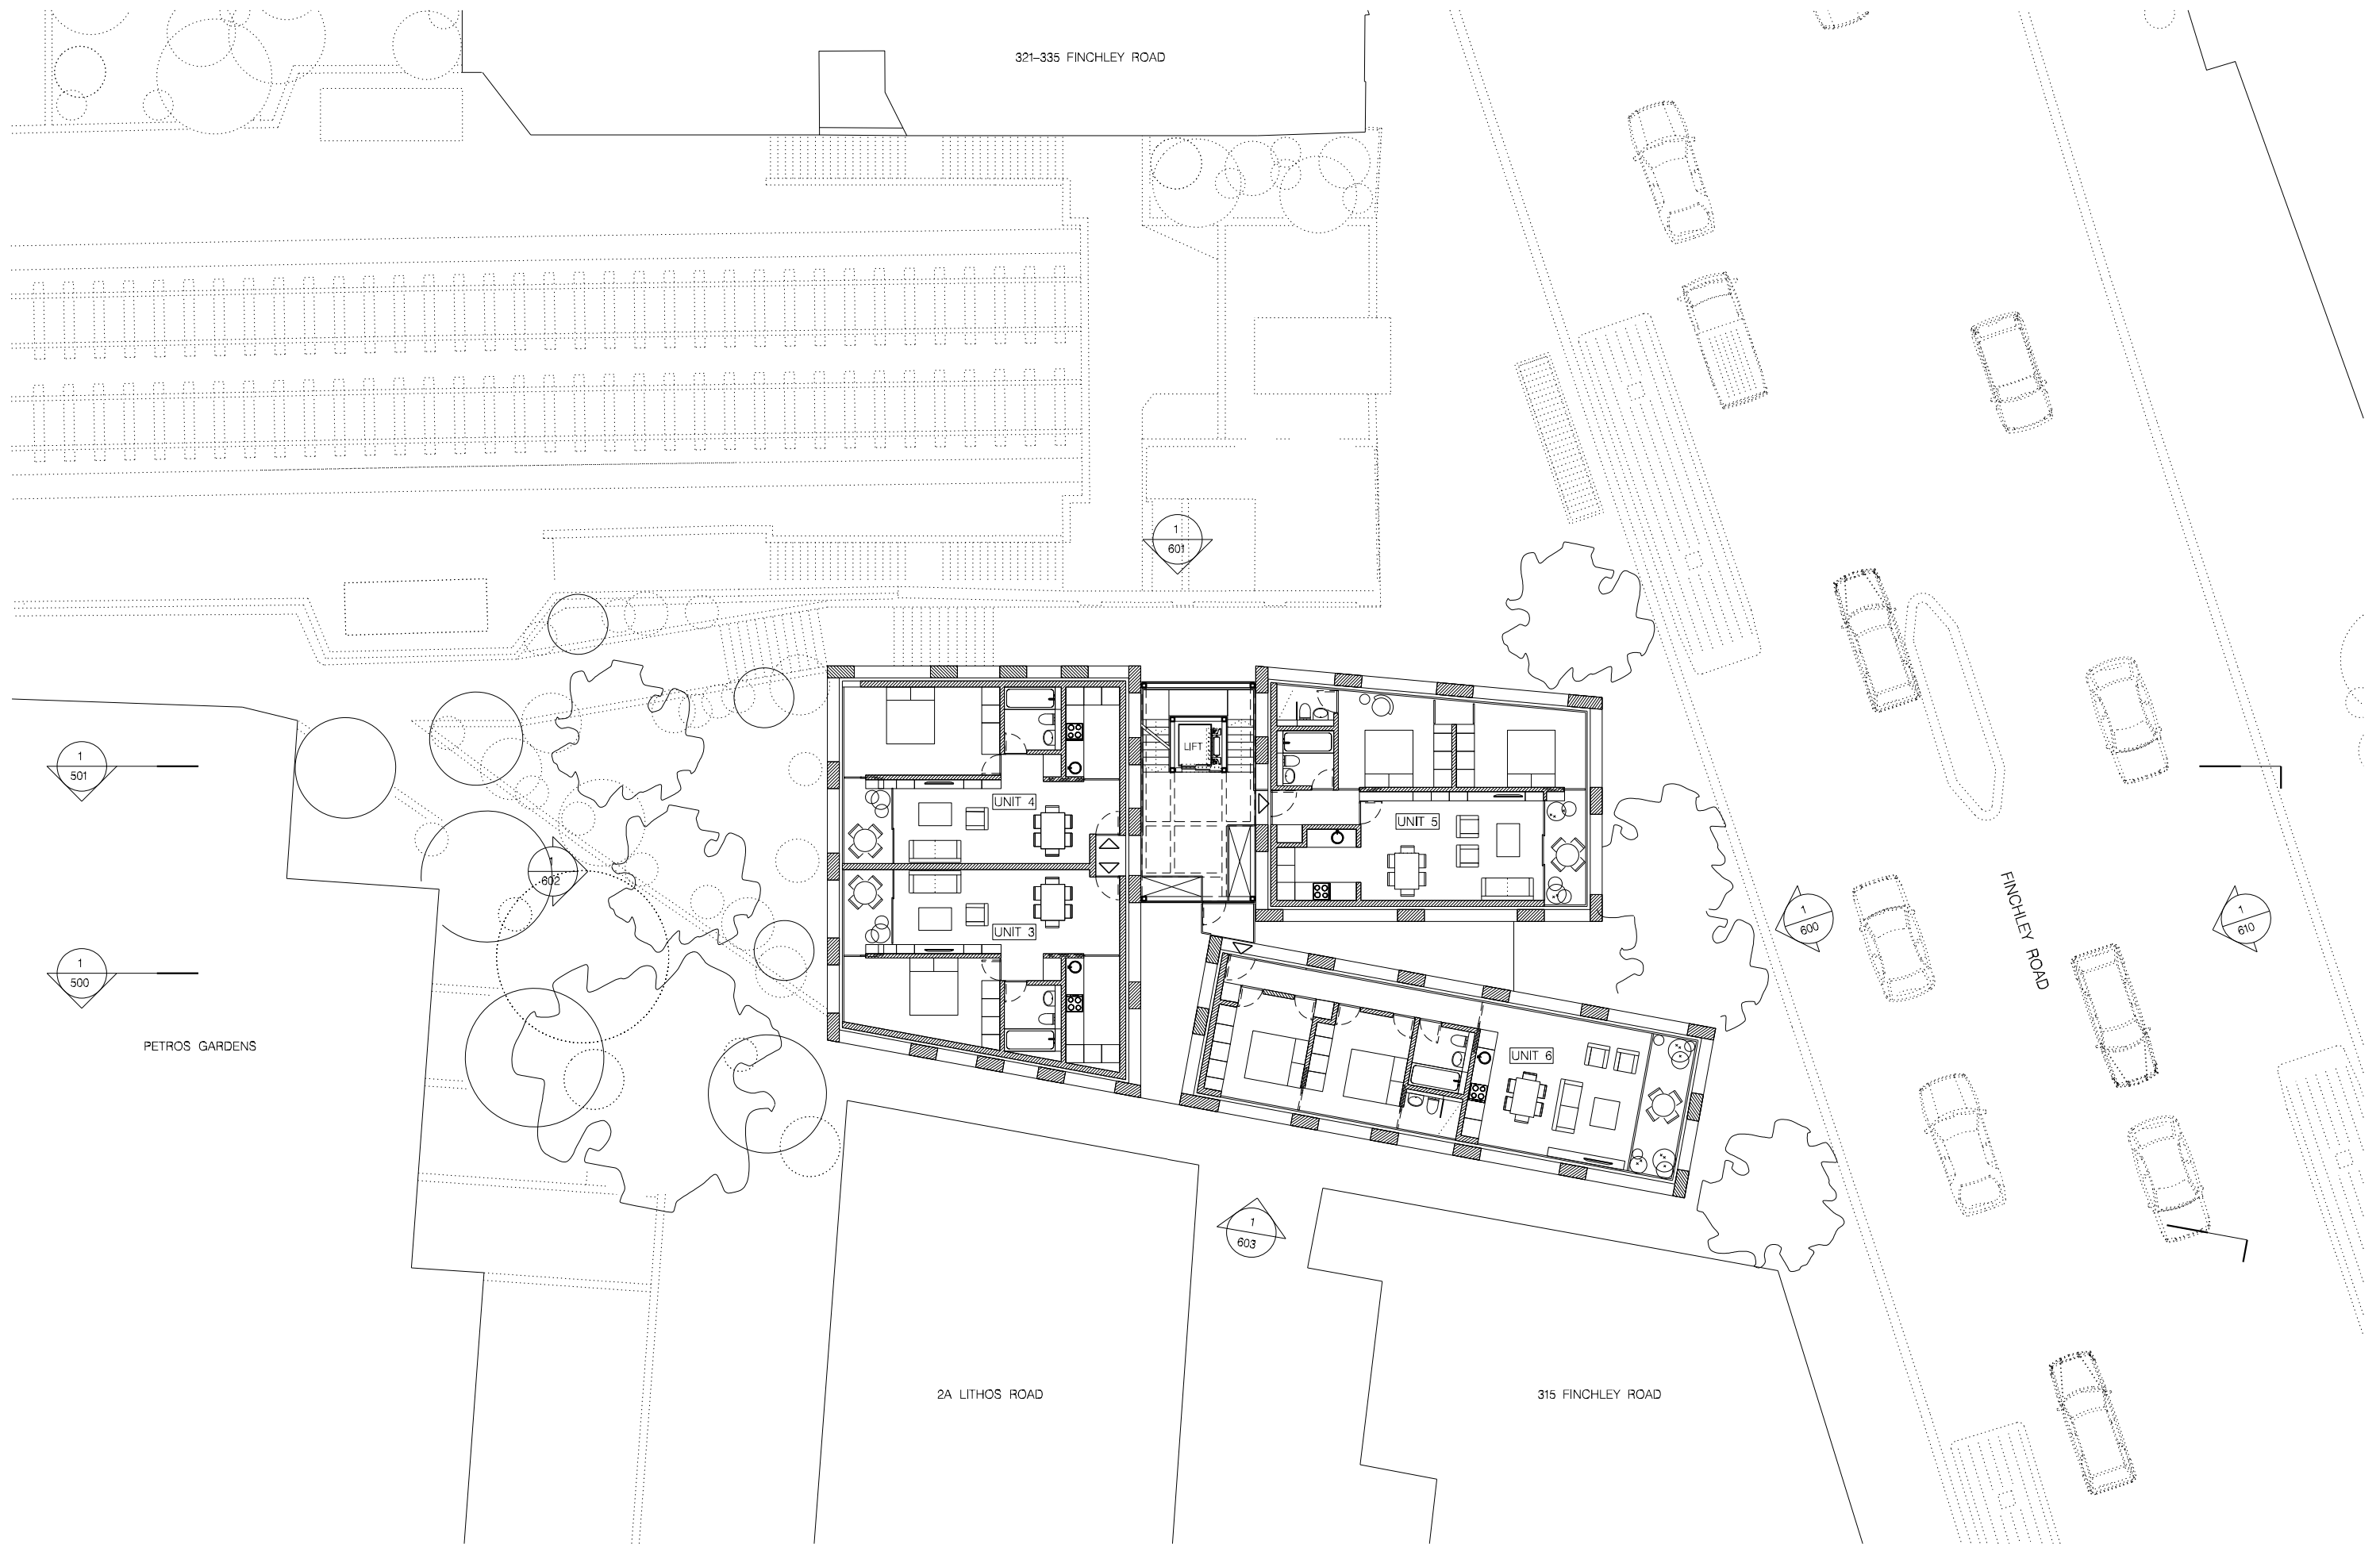 321-335 FINCHLEY ROAD
1
601
LIFT
1
501
UNIT 4
UNIT 5
1
602
FINCHLEY ROAD
1
600
1
610
UNIT 3
1
500
PETROS GARDENS
UNIT 6
1
603
2A LITHOS ROAD
315 FINCHLEY ROAD